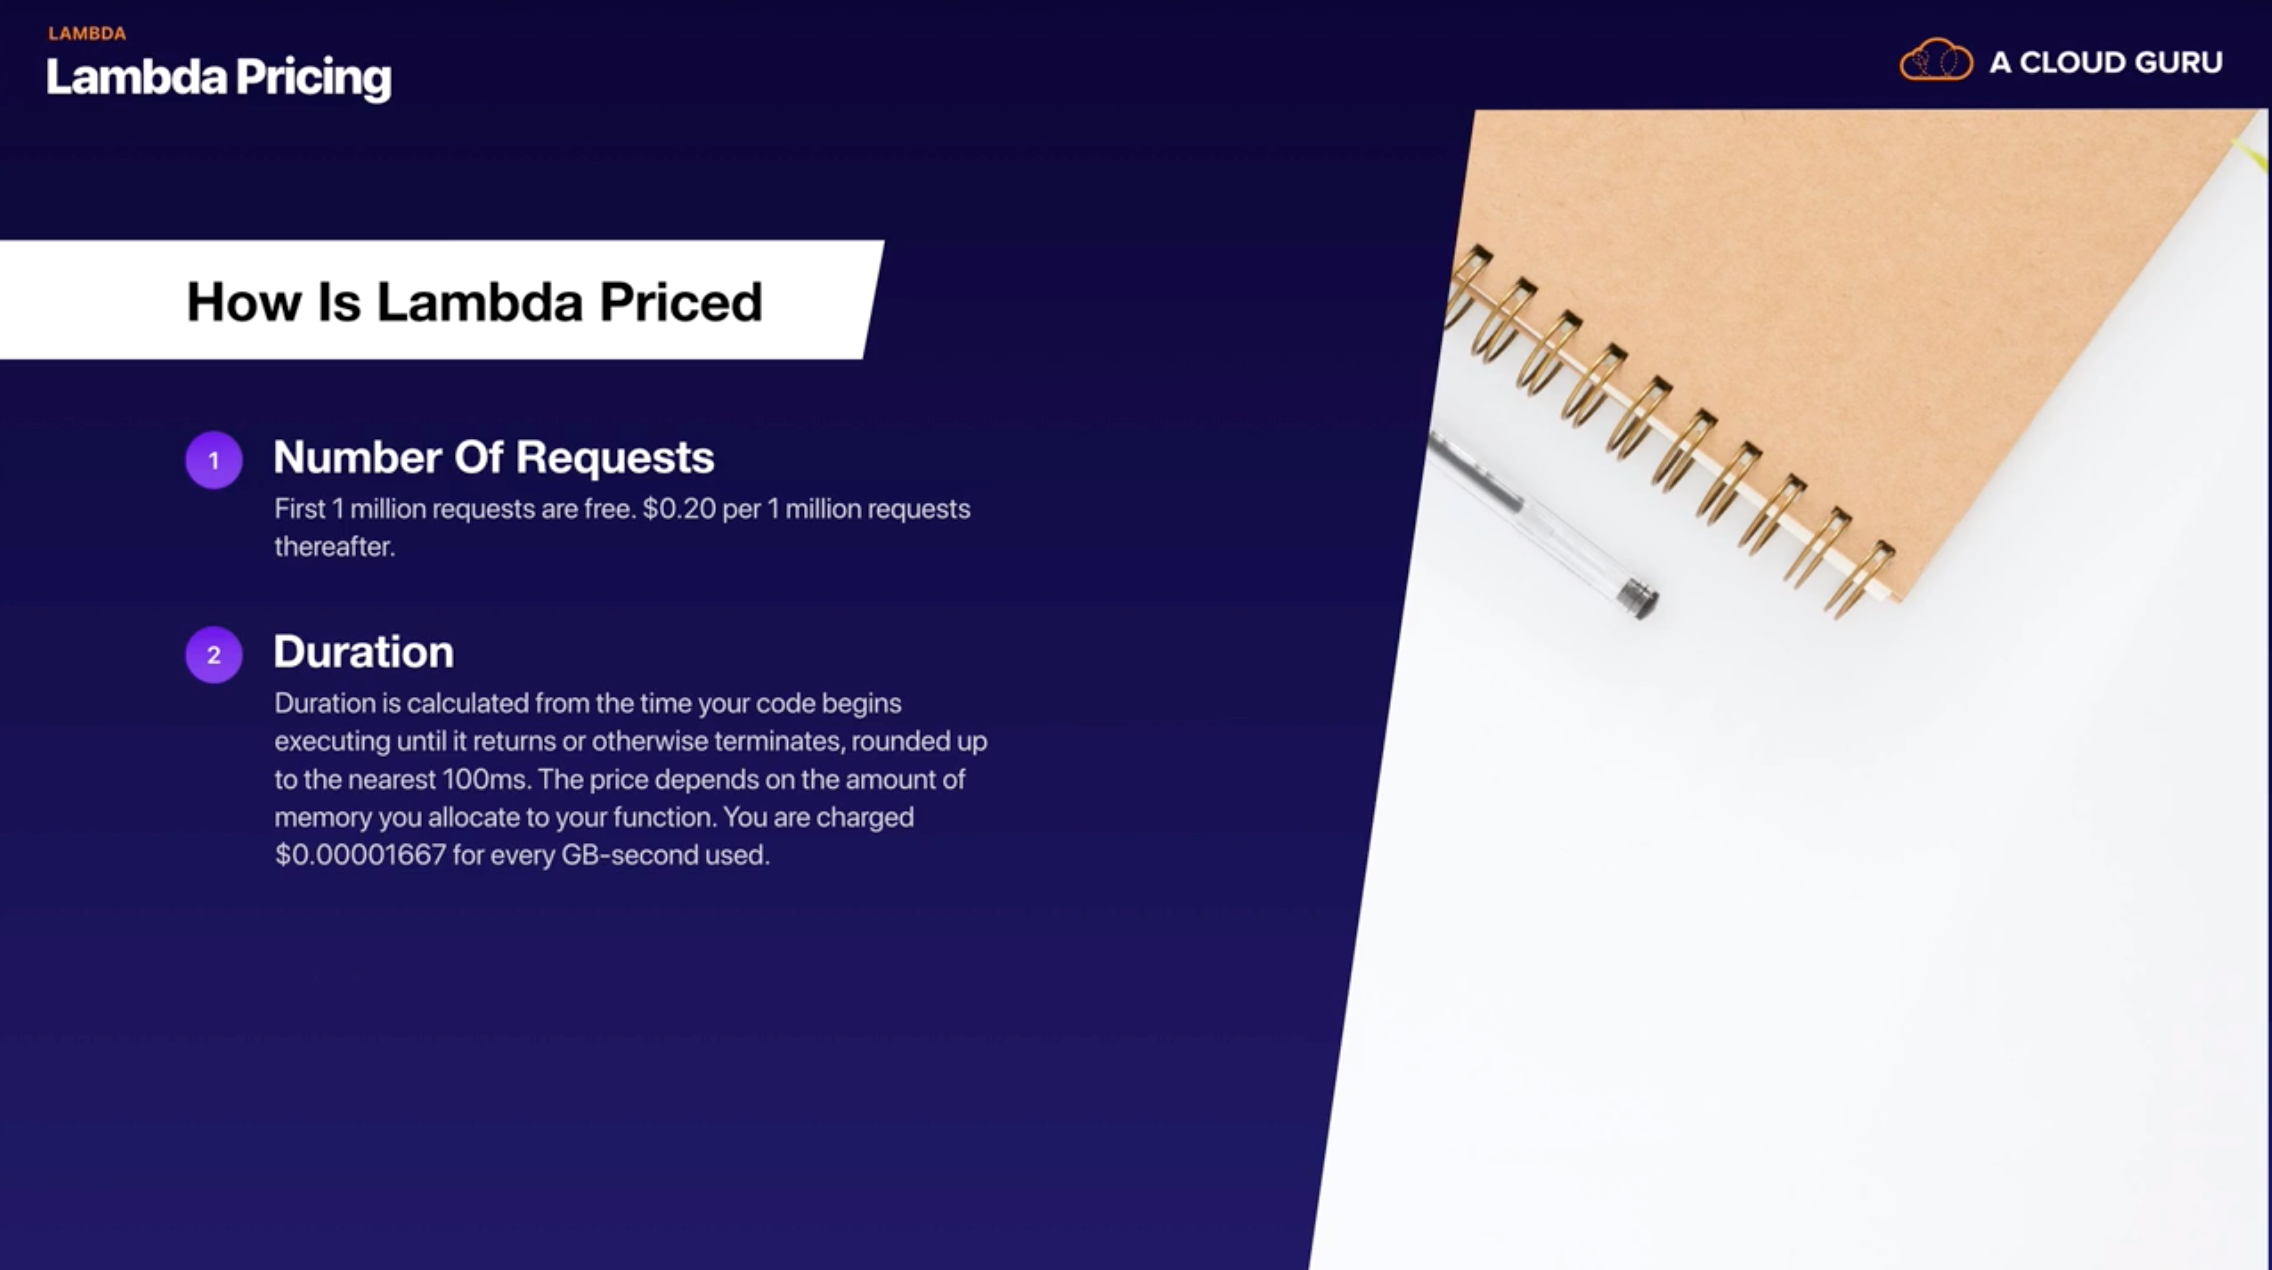 LAMBDA
Lambda Pricing
A CLOUD GURU
How Is Lambda Priced
1
Number Of Requests
First 1 million requests are free. $0.20 per 1 million requests
thereafter.
2
Duration
Duration is calculated from the time your code begins
executing until it returns or otherwise terminates, rounded up
to the nearest 100ms. The price depends on the amount of
memory you allocate to your function. You are charged
$0.00001667 for every GB-second used.